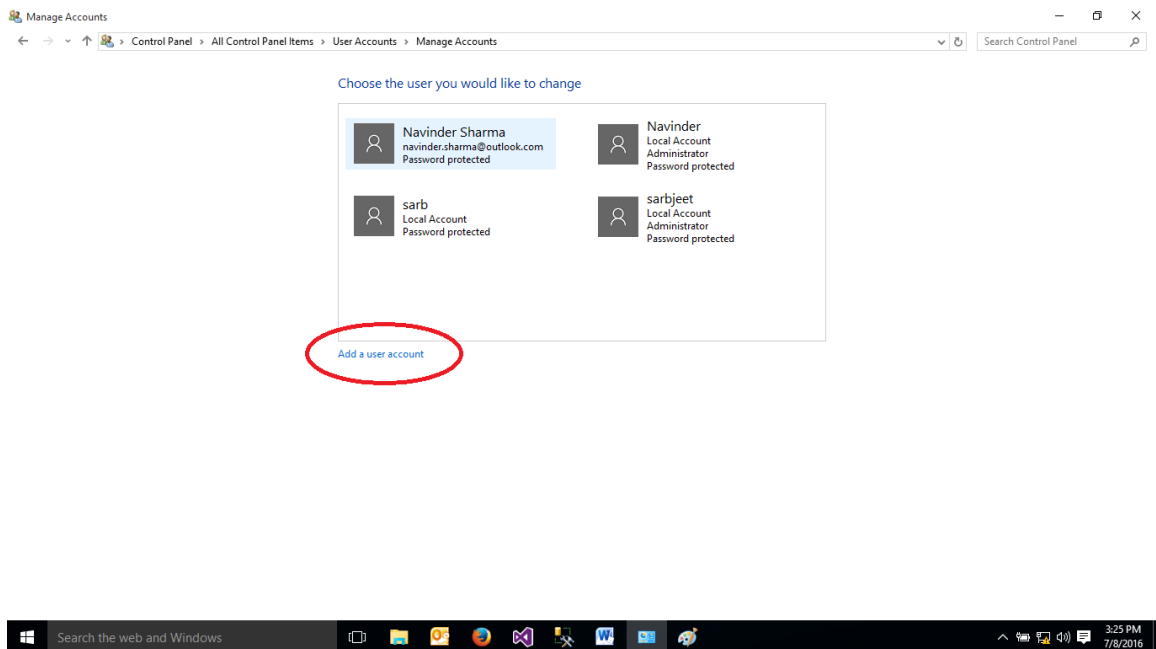 Manage Accounts
Control Panel > All Control Panel Items > User Accounts > Manage Accounts
Search Control Panel
Choose the user you would like to change
Navinder Sharma
navinder.sharma@outlook.com
Password protected
Navinder
Local Account
Administrator
Password protected
sarb
Local Account
Password protected
sarbjeet
Local Account
Administrator
Password protected
Add a user account
Search the web and Windows
3:25 PM
7/8/2016